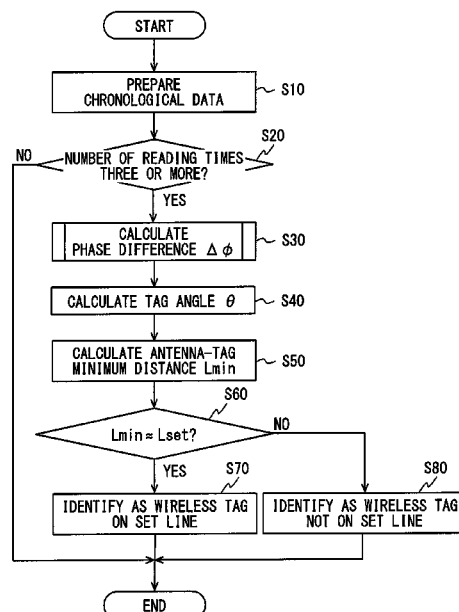 START
PREPARE
CHRONOLOGICAL DATA
S10
S20
NO
NUMBER OF READING TIMES
THREE OR MORE?
YES
CALCULATE
PHASE DIFFERENCE Δφ
S30
CALCULATE TAG ANGLE θ
S40
CALCULATE ANTENNA-TAG
MINIMUM DISTANCE Lmin
S50
S60
Lmin≈Lset?
NO
YES
S70
S80
IDENTIFY AS WIRELESS TAG
ON SET LINE
IDENTIFY AS WIRELESS TAG
NOT ON SET LINE
END